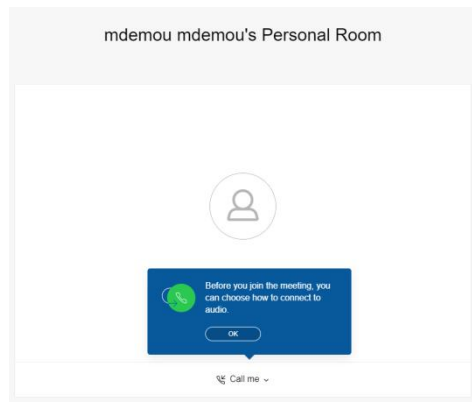 mdemou mdemou's Personal Room
Before you join the meeting, you
can choose how to connect to
audio.
OK
Call me